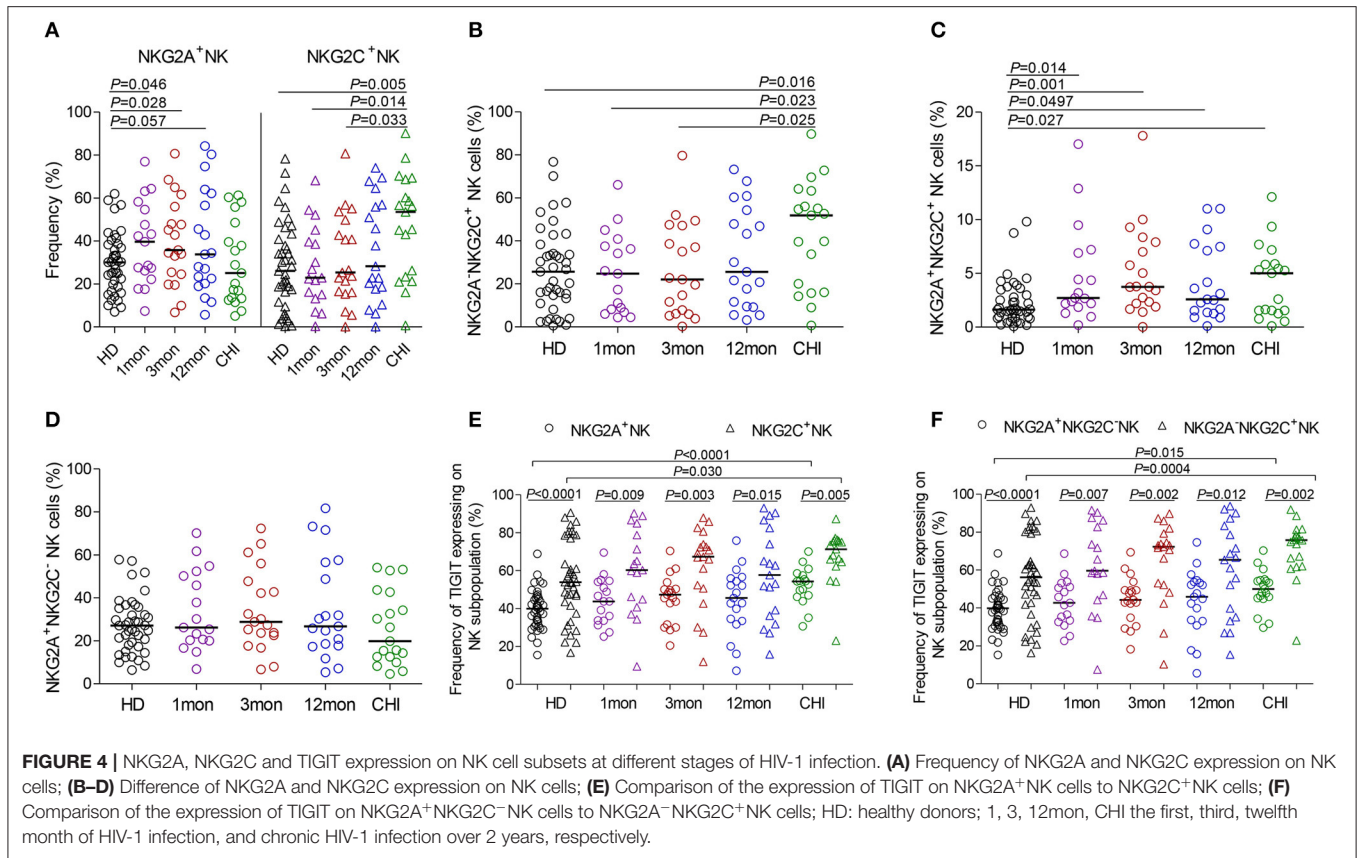 A
NKG2A⁺NK
NKG2C⁺NK
P=0.046
P=0.028
P=0.057
P=0.005
P=0.014
P=0.033
Frequency (%)
100
80
60
40
20
0
HD
1mon
3mon
12mon
CHI
HD
1mon
3mon
12mon
CHI
B
P=0.016
P=0.023
P=0.025
NKG2A⁻NKG2C⁺ NK cells (%)
100
80
60
40
20
0
HD 1mon 3mon 12mon CHI
C
P=0.014
P=0.001
P=0.0497
P=0.027
NKG2A⁺NKG2C⁺ NK cells (%)
20
15
10
5
0
HD 1mon 3mon 12mon CHI
D
NKG2A⁺NKG2C⁻ NK cells (%)
100
80
60
40
20
0
HD 1mon 3mon 12mon CHI
E
NKG2A⁺NK NKG2C⁺NK
P<0.0001
P=0.030
P<0.0001 P=0.009 P=0.003 P=0.015 P=0.005
Frequency of TIGIT expressing on
NK subpopulation (%)
100
80
60
40
20
0
HD 1mon 3mon 12mon CHI
F
NKG2A⁺NKG2C⁻NK NKG2A⁻NKG2C⁺NK
P=0.015
P=0.0004
P<0.0001 P=0.007 P=0.002 P=0.012 P=0.002
Frequency of TIGIT expressing on
NK subpopulation (%)
100
80
60
40
20
0
HD 1mon 3mon 12mon CHI
FIGURE 4 | NKG2A, NKG2C and TIGIT expression on NK cell subsets at different stages of HIV-1 infection. (A) Frequency of NKG2A and NKG2C expression on NK
cells; (B–D) Difference of NKG2A and NKG2C expression on NK cells; (E) Comparison of the expression of TIGIT on NKG2A⁺NK cells to NKG2C⁺NK cells; (F)
Comparison of the expression of TIGIT on NKG2A⁺NKG2C⁻NK cells to NKG2A⁻NKG2C⁺NK cells; HD: healthy donors; 1, 3, 12mon, CHI the first, third, twelfth
month of HIV-1 infection, and chronic HIV-1 infection over 2 years, respectively.